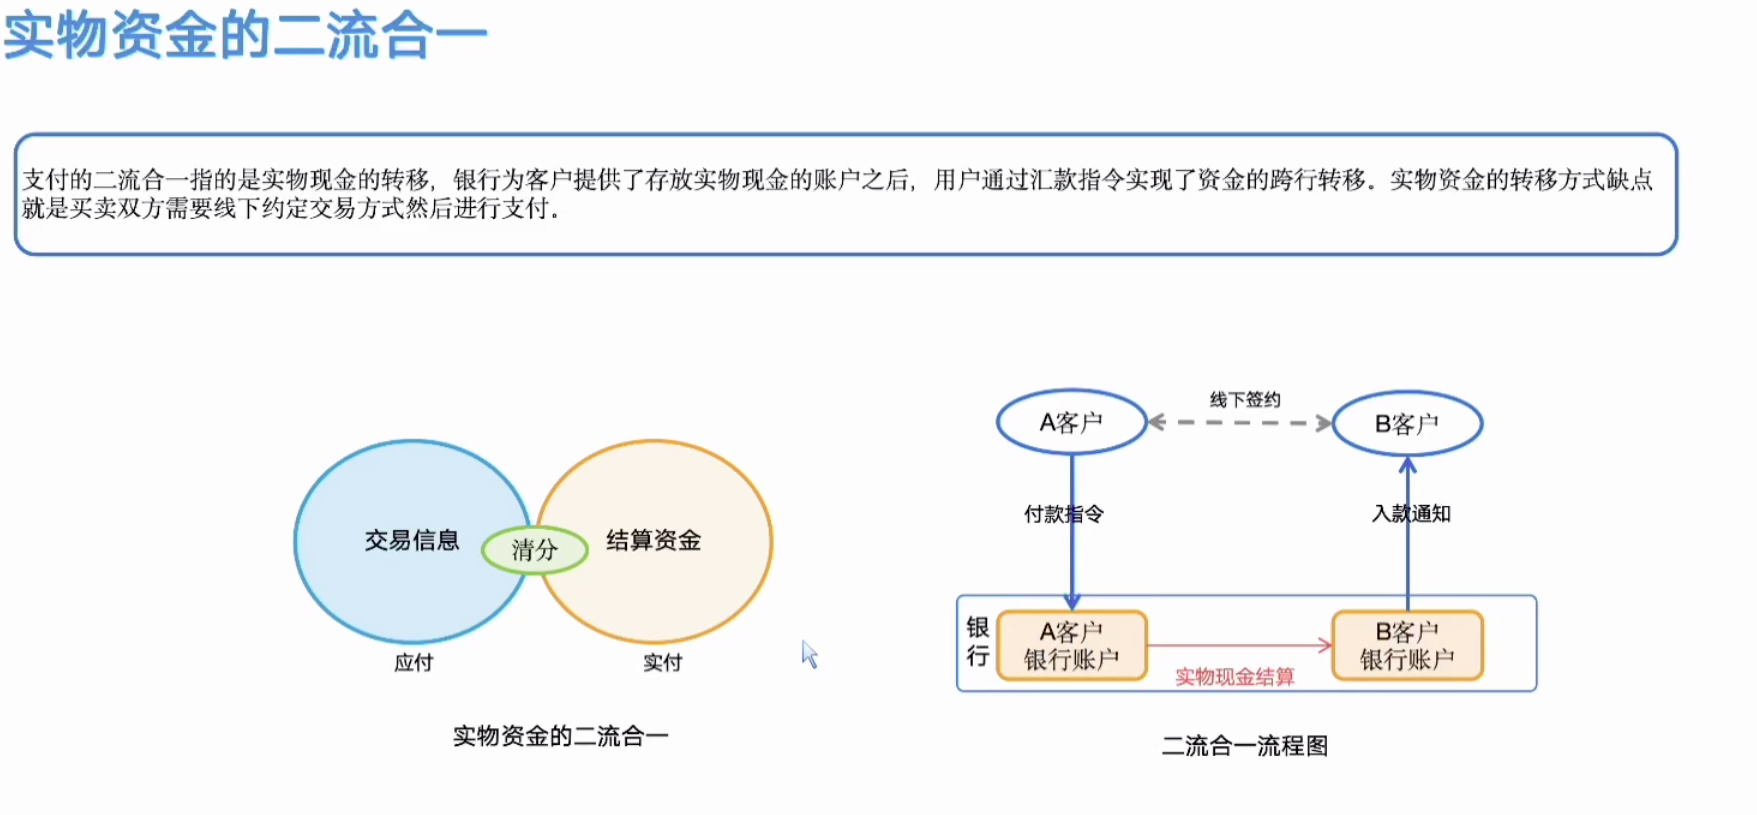 实物资金的二流合一
支付的二流合一指的是实物现金的转移，银行为客户提供了存放实物现金的账户之后，用户通过汇款指令实现了资金的跨行转移。实物资金的转移方式缺点
就是买卖双方需要线下约定交易方式然后进行支付。
交易信息
清分
结算资金
应付
实付
实物资金的二流合一
A客户
线下签约
B客户
付款指令
入款通知
银行
A客户
银行账户
实物现金结算
B客户
银行账户
二流合一流程图